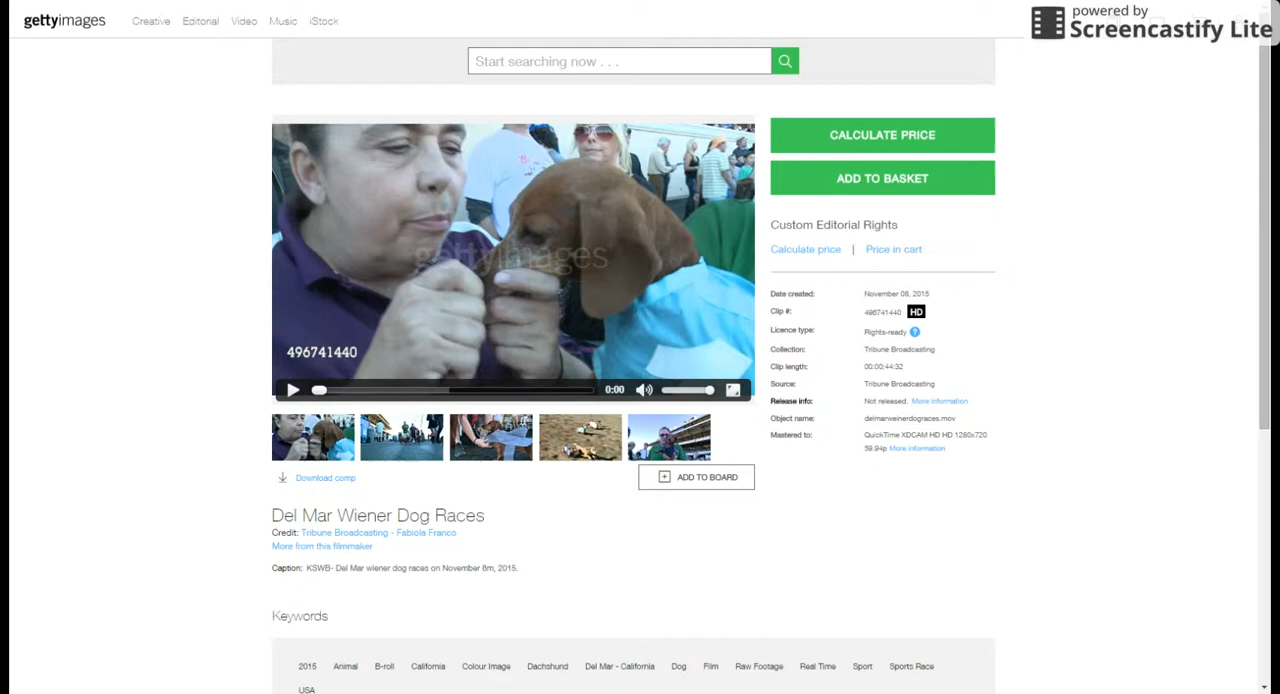 gettyimages Creative Editorial Video Music iStock
powered by
Screencastify Lite
Start searching now . . .
CALCULATE PRICE
ADD TO BASKET
Custom Editorial Rights
Calculate price | Price in cart
gettyimages
496741440
0:00
Date created: November 08, 2015
Clip #: 496741440 HD
Licence type: Rights-ready ?
Collection: Tribune Broadcasting
Clip length: 00:00:44:32
Source: Tribune Broadcasting
Release info: Not released. More information
Object name: delmarweinerdograces.mov
Mastered to: QuickTime XDCAM HD HD 1280x720
59.94p More information
Download comp
ADD TO BOARD
Del Mar Wiener Dog Races
Credit: Tribune Broadcasting - Fabiola Franco
More from this filmmaker
Caption: KSWB- Del Mar wiener dog races on November 8m, 2015.
Keywords
2015 Animal B-roll California Colour Image Dachshund Del Mar - California Dog Film Raw Footage Real Time Sport Sports Race
USA